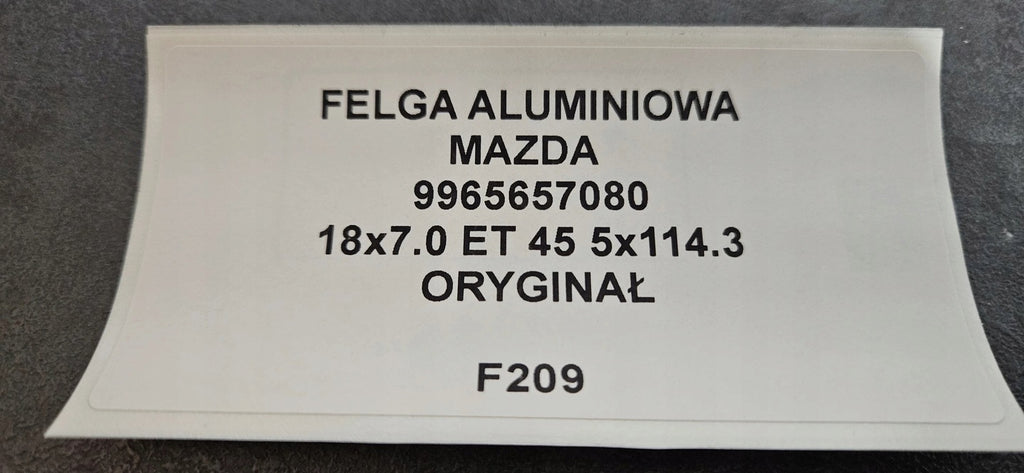 FELGA ALUMINIOWA
MAZDA
9965657080
18x7.0 ET 45 5x114.3
ORYGINAŁ
F209